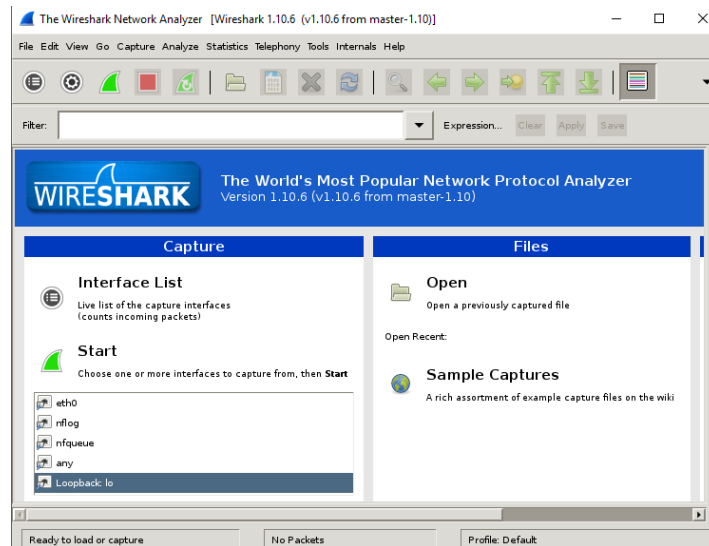 The Wireshark Network Analyzer [Wireshark 1.10.6 (v1.10.6 from master-1.10)]
File Edit View Go Capture Analyze Statistics Telephony Tools Internals Help
Filter: Expression... Clear Apply Save
WIRESHARK
The World's Most Popular Network Protocol Analyzer
Version 1.10.6 (v1.10.6 from master-1.10)
Capture
Interface List
Live list of the capture interfaces
(counts incoming packets)
Start
Choose one or more interfaces to capture from, then Start
eth0
nflog
nfqueue
any
Loopback: lo
Files
Open
Open a previously captured file
Open Recent:
Sample Captures
A rich assortment of example capture files on the wiki
Ready to load or capture No Packets Profile: Default